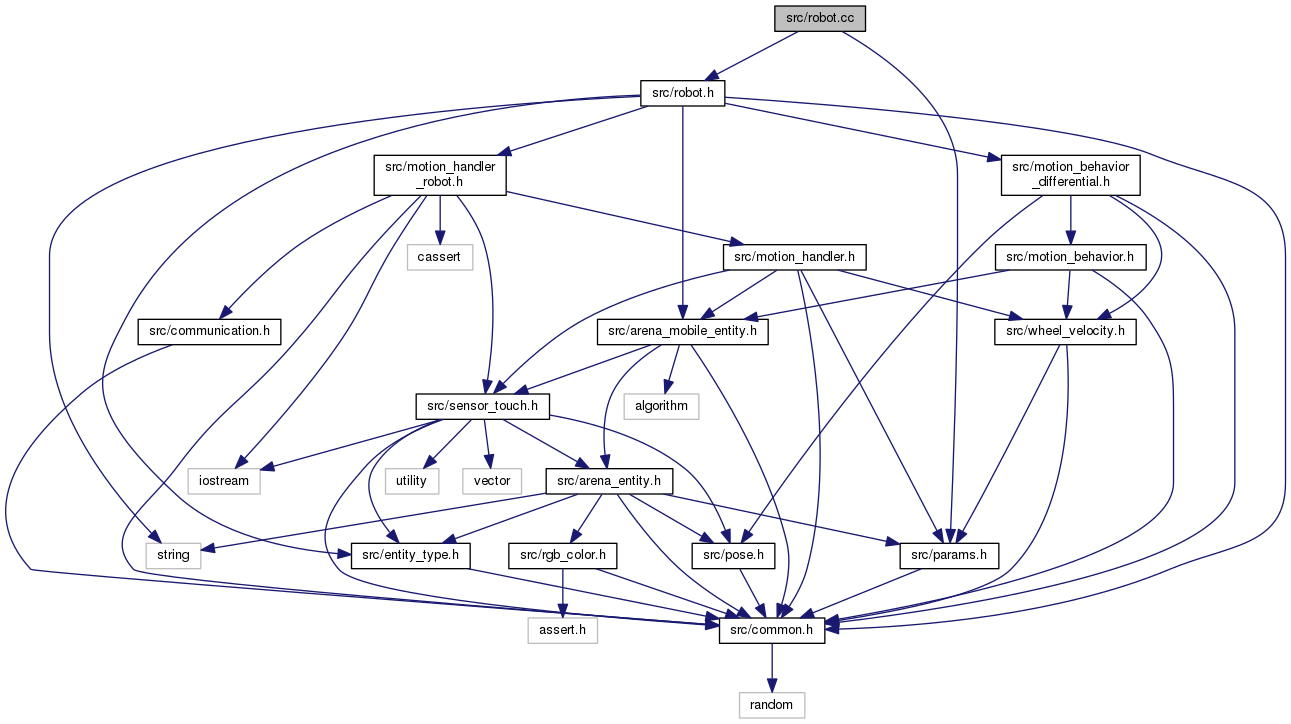 src/robot.cc
src/robot.h
src/motion_handler
_robot.h
src/motion_behavior
_differential.h
cassert
src/motion_handler.h
src/motion_behavior.h
src/communication.h
src/arena_mobile_entity.h
src/wheel_velocity.h
src/sensor_touch.h
algorithm
iostream
utility
vector
src/arena_entity.h
string
src/entity_type.h
src/rgb_color.h
src/pose.h
src/params.h
assert.h
src/common.h
random